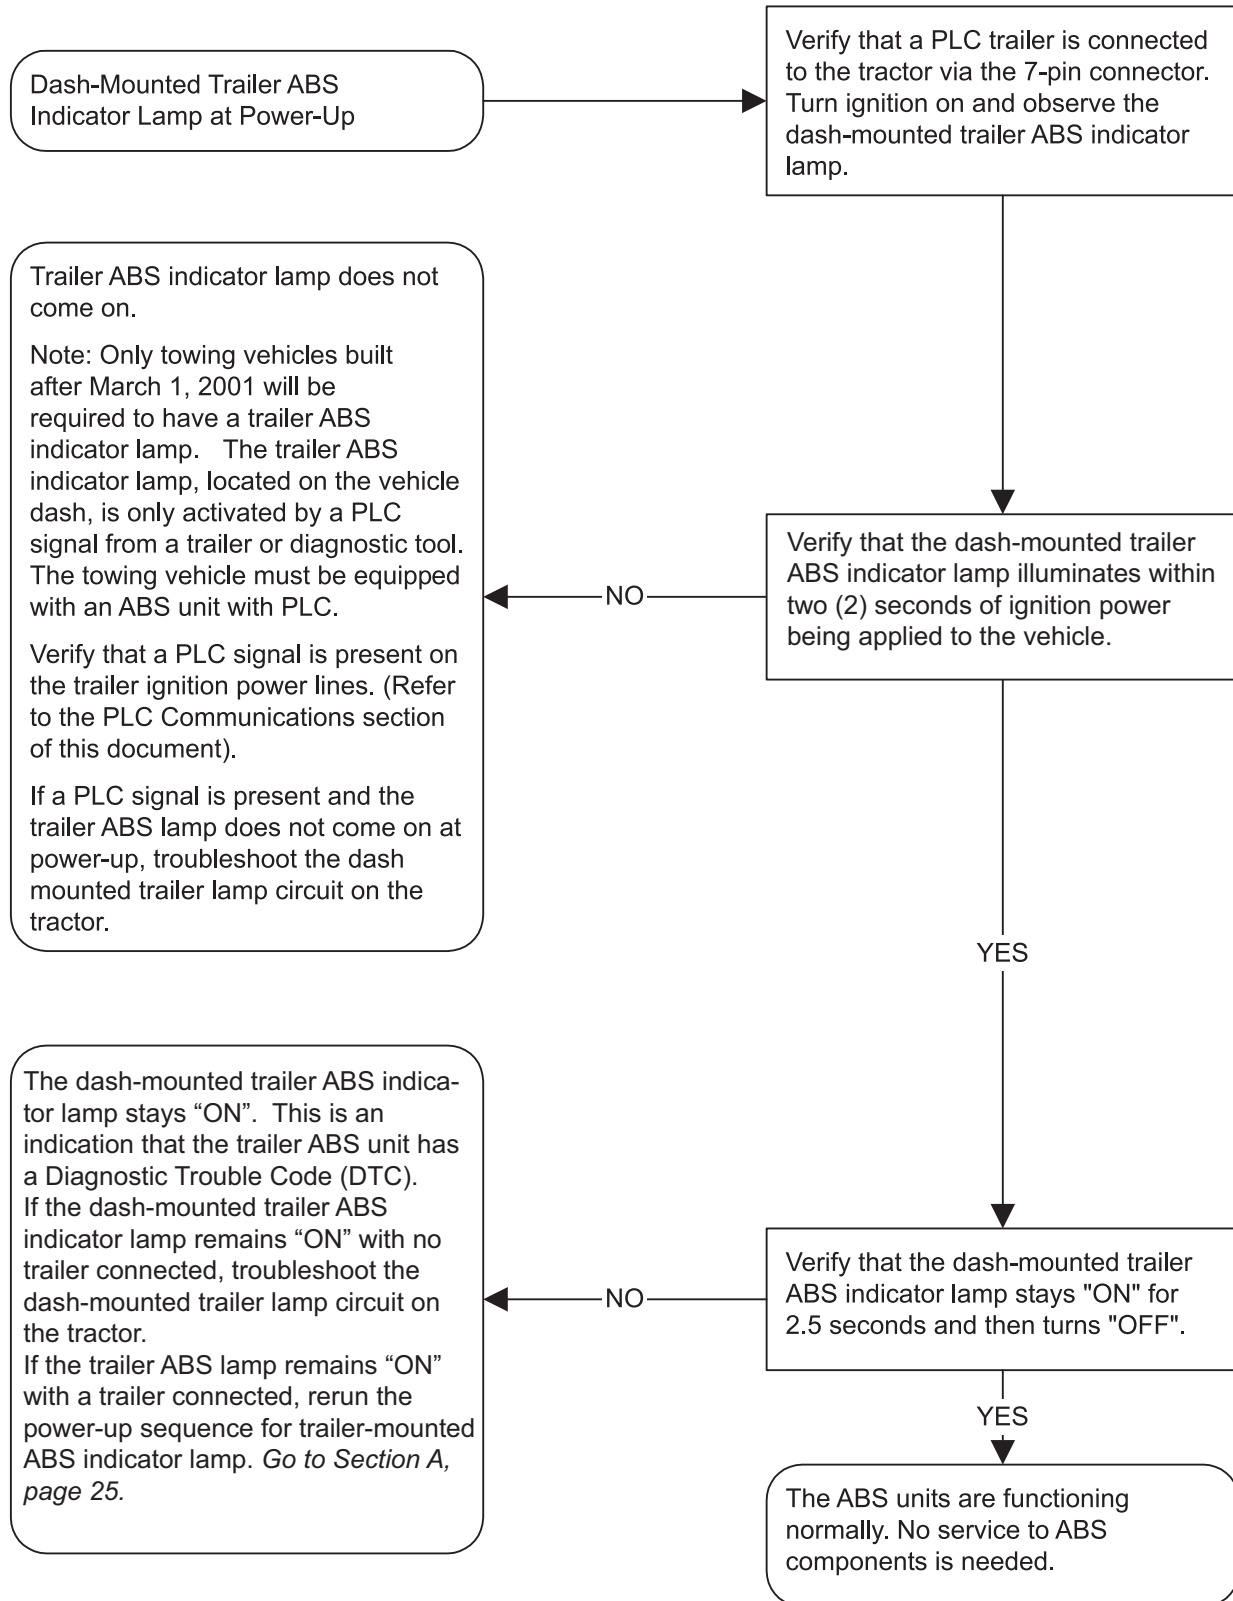 Dash-Mounted Trailer ABS
Indicator Lamp at Power-Up
Verify that a PLC trailer is connected
to the tractor via the 7-pin connector.
Turn ignition on and observe the
dash-mounted trailer ABS indicator
lamp.
Trailer ABS indicator lamp does not
come on.
Note: Only towing vehicles built
after March 1, 2001 will be
required to have a trailer ABS
indicator lamp.   The trailer ABS
indicator lamp, located on the vehicle
dash, is only activated by a PLC
signal from a trailer or diagnostic tool.
The towing vehicle must be equipped
with an ABS unit with PLC.
Verify that a PLC signal is present on
the trailer ignition power lines. (Refer
to the PLC Communications section
of this document).
If a PLC signal is present and the
trailer ABS lamp does not come on at
power-up, troubleshoot the dash
mounted trailer lamp circuit on the
tractor.
NO
Verify that the dash-mounted trailer
ABS indicator lamp illuminates within
two (2) seconds of ignition power
being applied to the vehicle.
YES
The dash-mounted trailer ABS indica-
tor lamp stays “ON”.  This is an
indication that the trailer ABS unit has
a Diagnostic Trouble Code (DTC).
If the dash-mounted trailer ABS
indicator lamp remains “ON” with no
trailer connected, troubleshoot the
dash-mounted trailer lamp circuit on
the tractor.
If the trailer ABS lamp remains “ON”
with a trailer connected, rerun the
power-up sequence for trailer-mounted
ABS indicator lamp. Go to Section A,
page 25.
NO
Verify that the dash-mounted trailer
ABS indicator lamp stays "ON" for
2.5 seconds and then turns "OFF".
YES
The ABS units are functioning
normally. No service to ABS
components is needed.